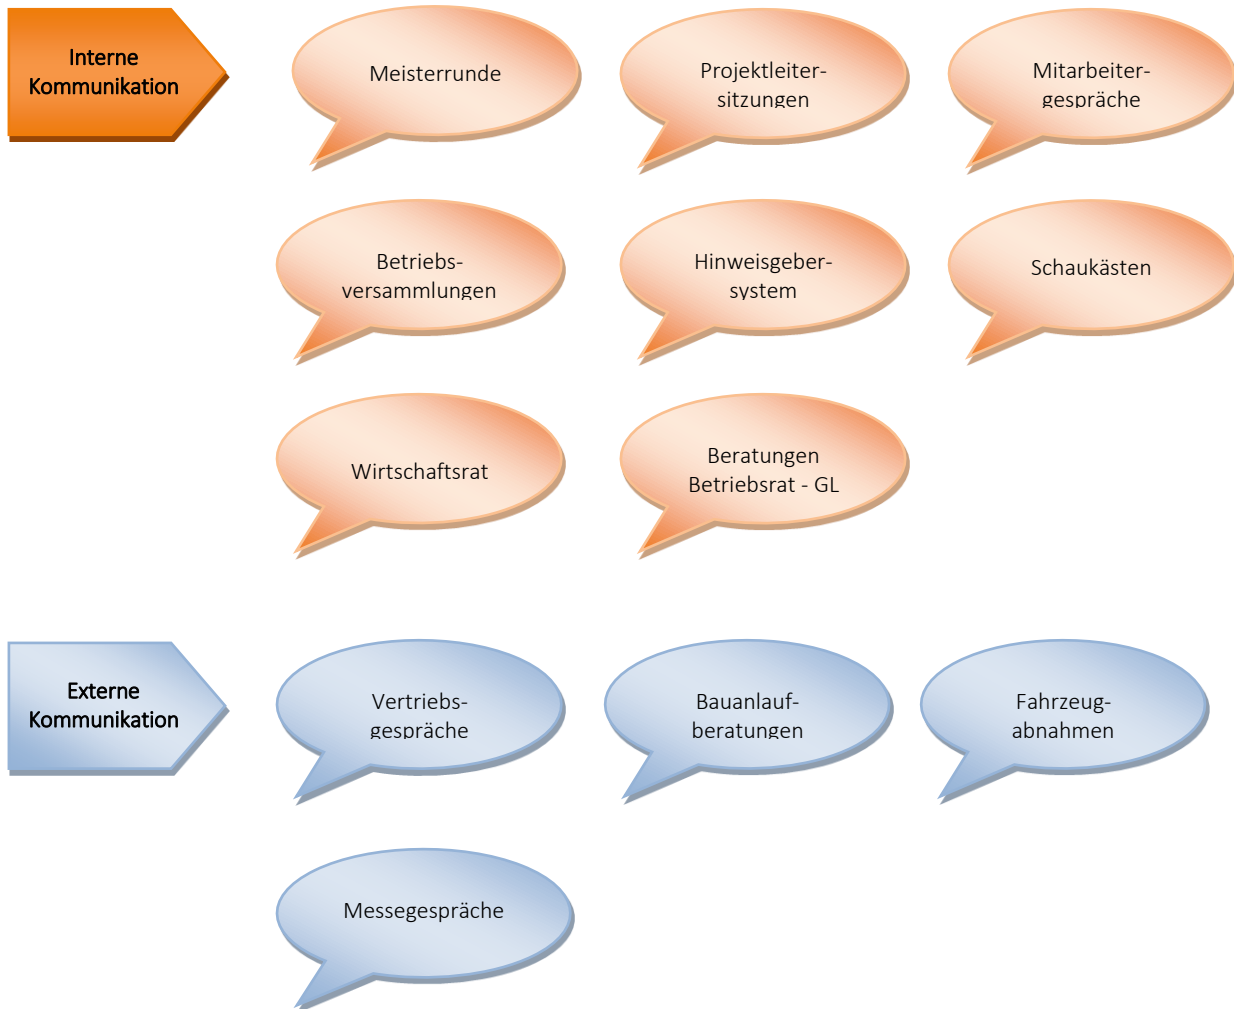 Interne
Kommunikation
Meisterrunde
Projektleiter-
sitzungen
Mitarbeiter-
gespräche
Betriebs-
versammlungen
Hinweisgeber-
system
Schaukästen
Wirtschaftsrat
Beratungen
Betriebsrat - GL
Externe
Kommunikation
Vertriebs-
gespräche
Bauanlauf-
beratungen
Fahrzeug-
abnahmen
Messegespräche